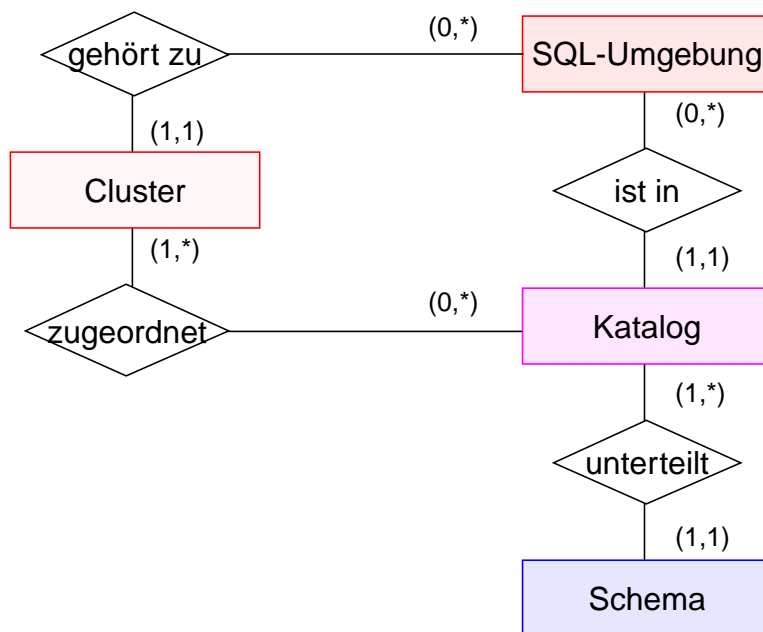 (0,*)
gehört zu
SQL-Umgebung
(0,*)
(1,1)
Cluster
ist in
(1,*)
(1,1)
(0,*)
zugeordnet
Katalog
(1,*)
unterteilt
(1,1)
Schema